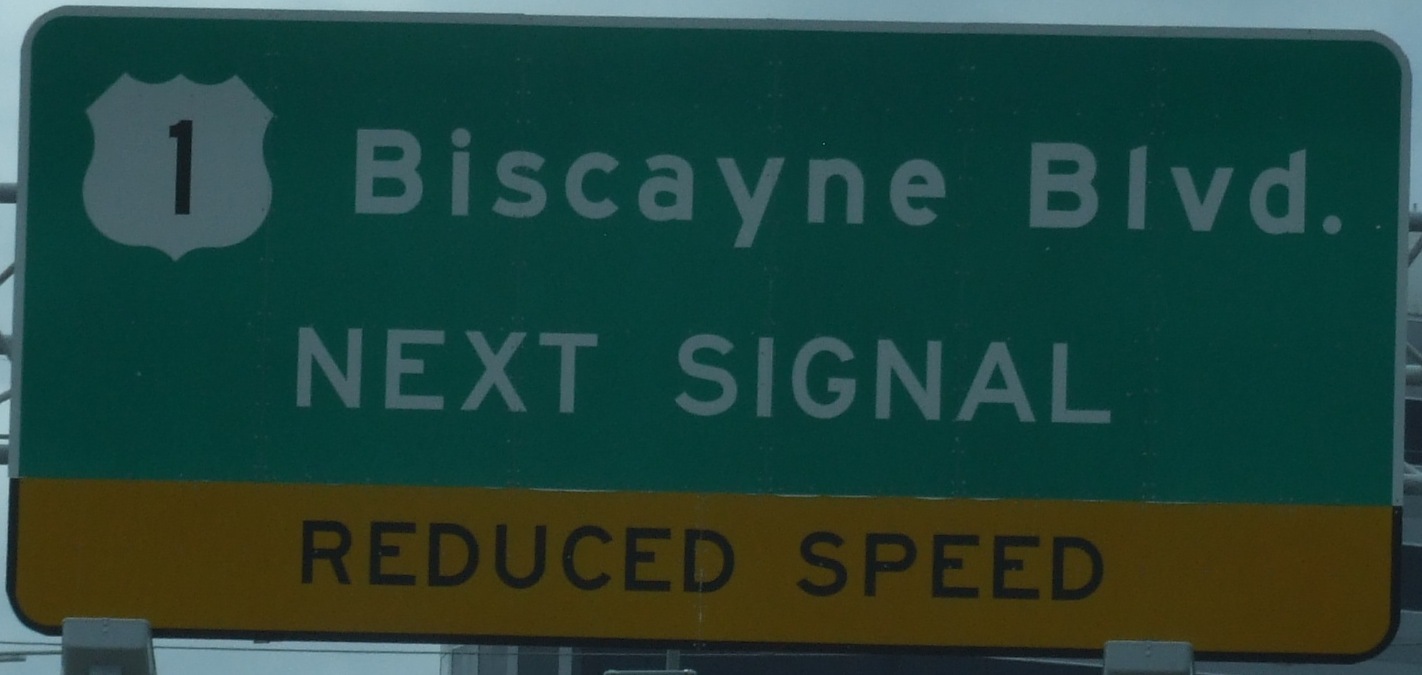 1 Biscayne Blvd.
NEXT SIGNAL
REDUCED SPEED